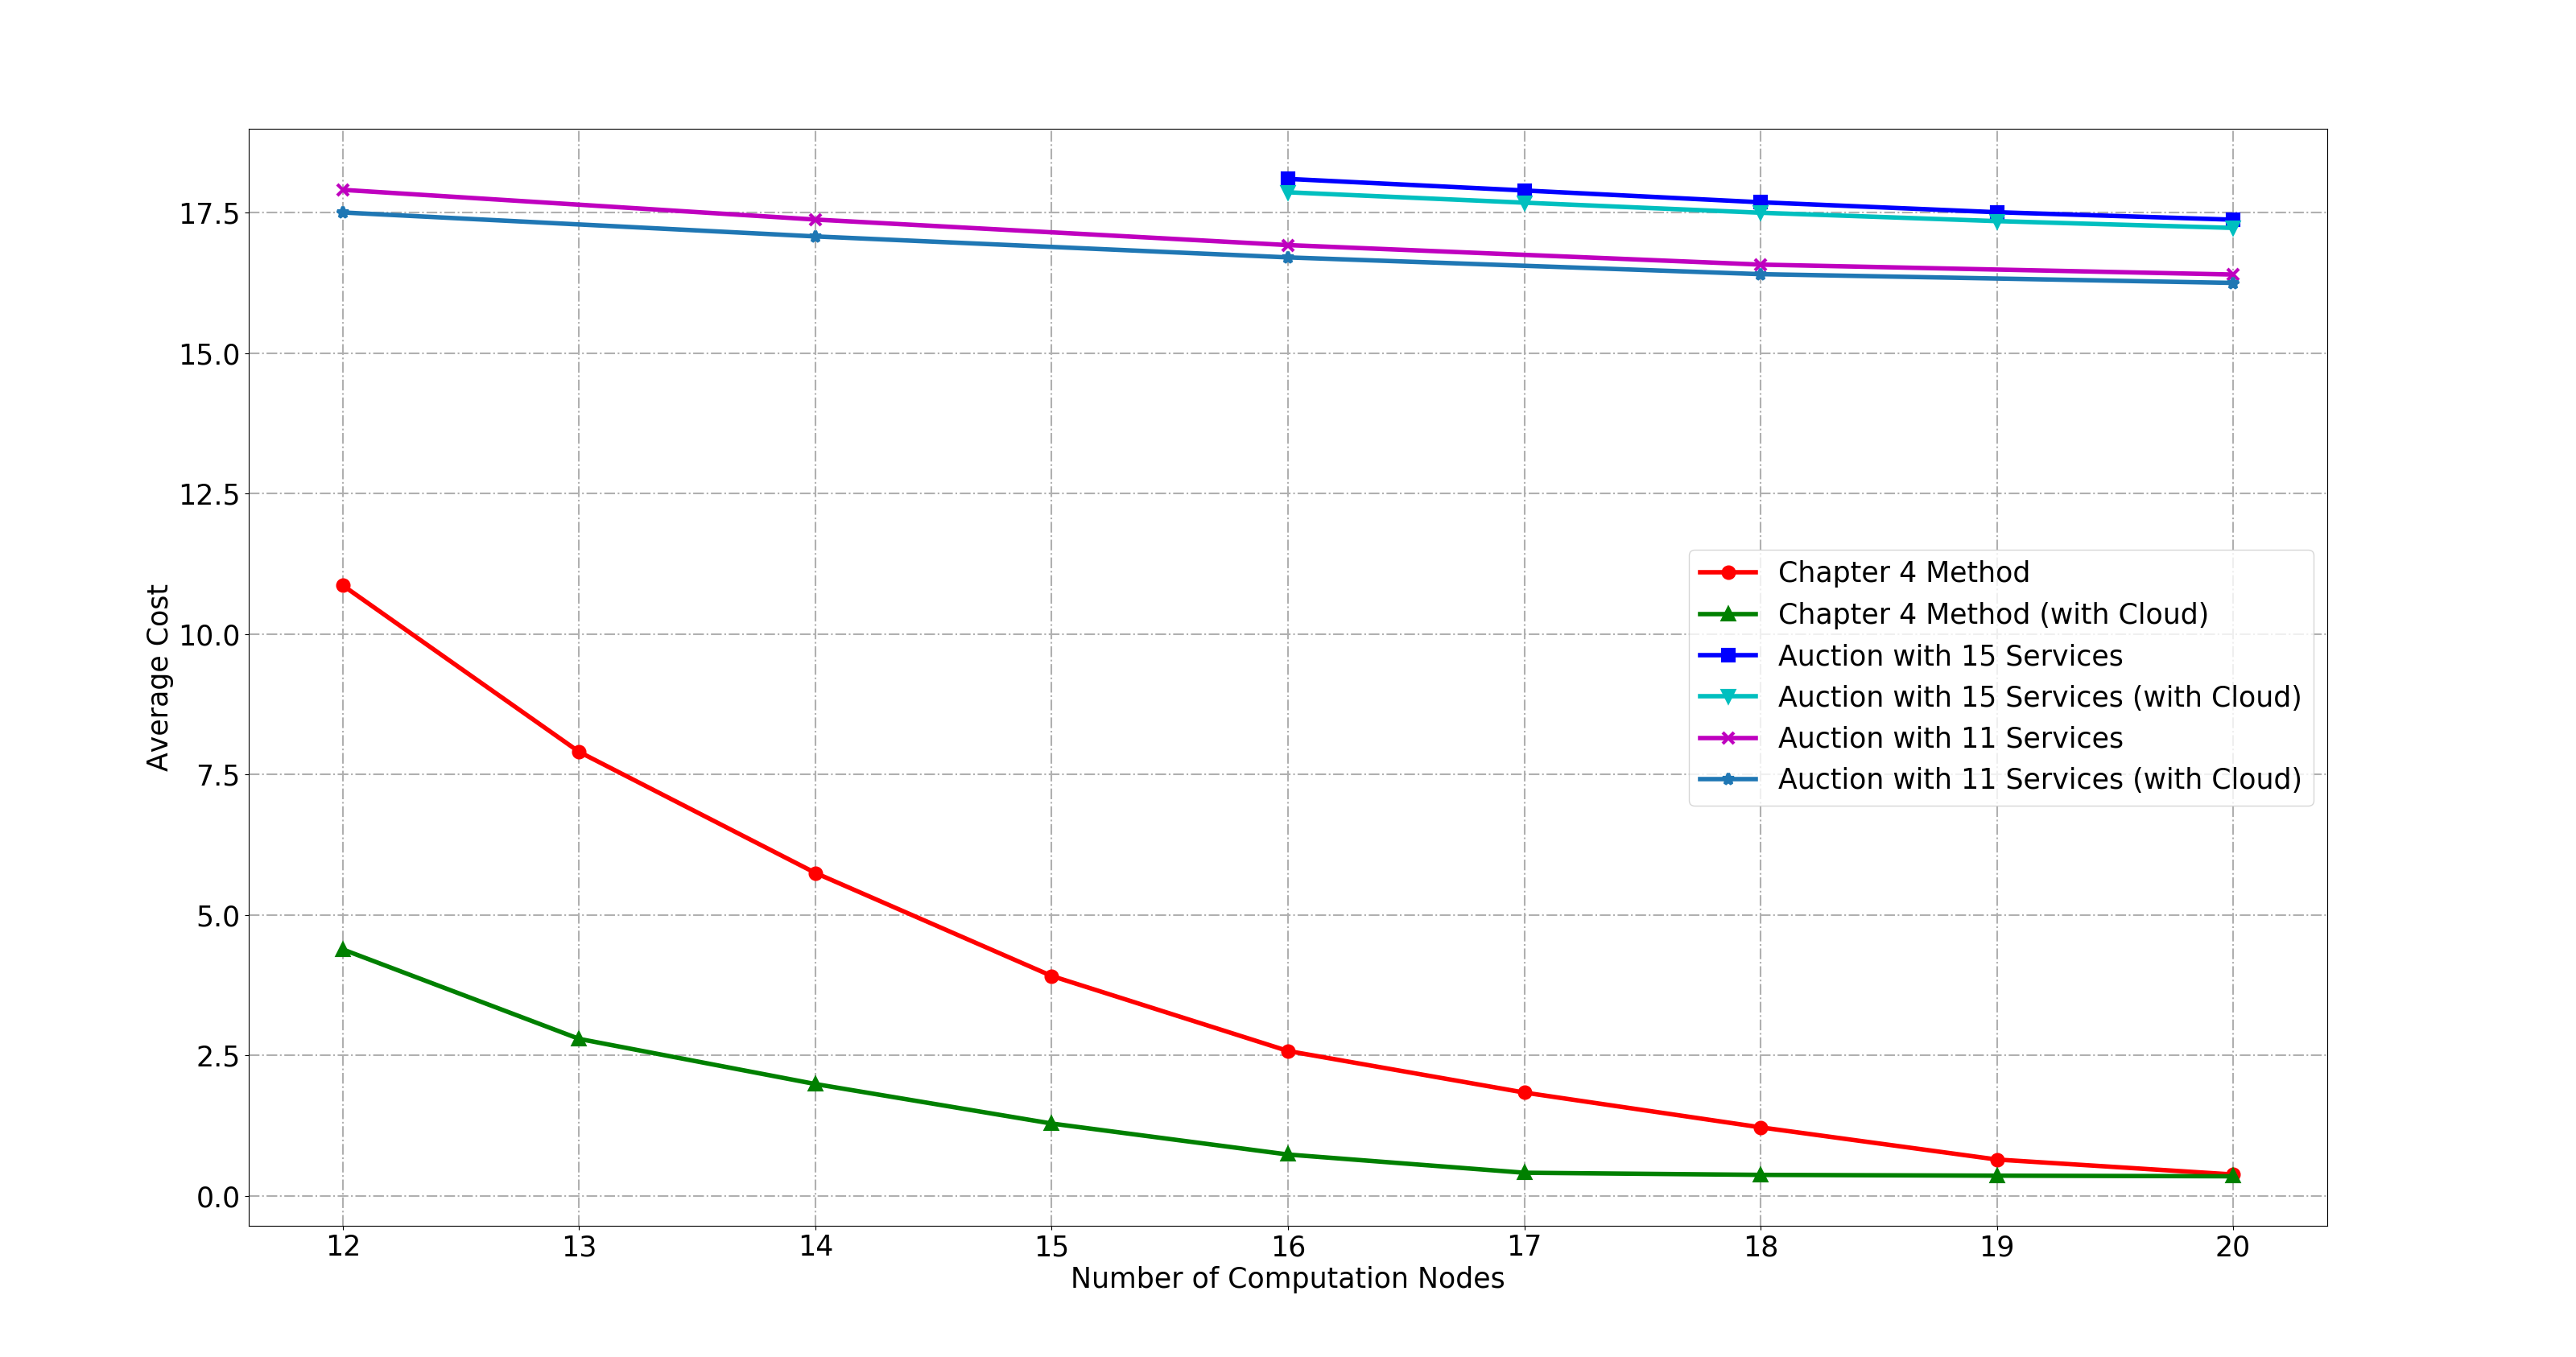 17.5
15.0
12.5
10.0
7.5
5.0
2.5
0.0
Average Cost
Chapter 4 Method
Chapter 4 Method (with Cloud)
Auction with 15 Services
Auction with 15 Services (with Cloud)
Auction with 11 Services
Auction with 11 Services (with Cloud)
12 13 14 15 16 17 18 19 20
Number of Computation Nodes